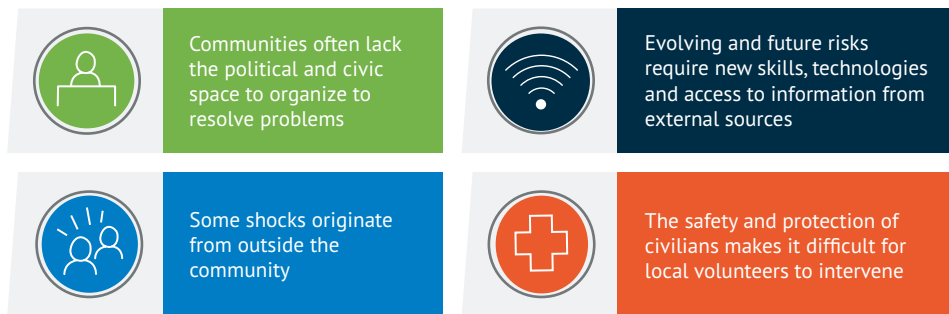 Communities often lack
the political and civic
space to organize to
resolve problems
Evolving and future risks
require new skills, technologies
and access to information from
external sources
Some shocks originate
from outside the
community
The safety and protection of
civilians makes it difficult for
local volunteers to intervene